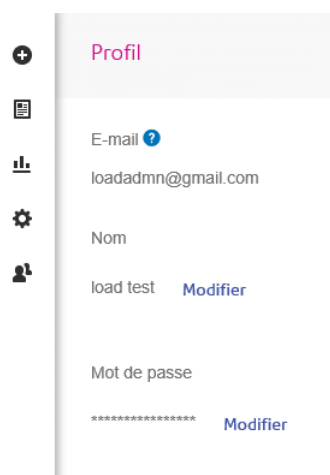 Profil
E-mail ?
loadadmn@gmail.com
Nom
load test Modifier
Mot de passe
**************** Modifier